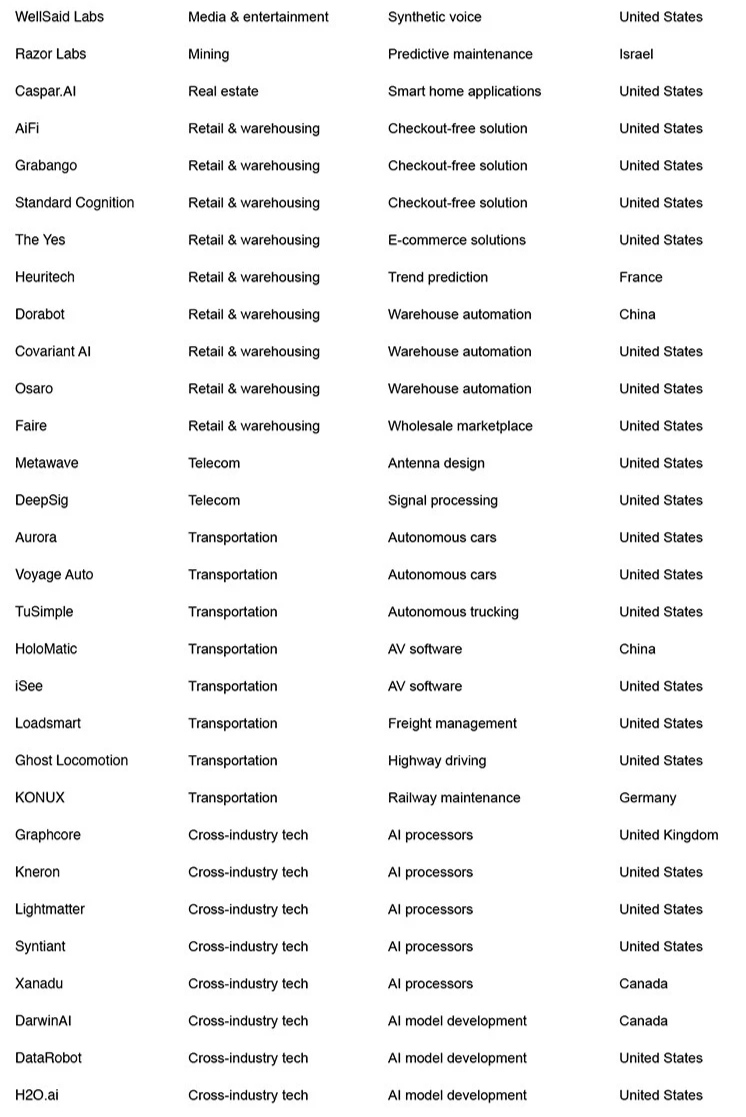 WellSaid Labs Media & entertainment Synthetic voice United States
Razor Labs Mining Predictive maintenance Israel
Caspar.AI Real estate Smart home applications United States
AiFi Retail & warehousing Checkout-free solution United States
Grabango Retail & warehousing Checkout-free solution United States
Standard Cognition Retail & warehousing Checkout-free solution United States
The Yes Retail & warehousing E-commerce solutions United States
Heuritech Retail & warehousing Trend prediction France
Dorabot Retail & warehousing Warehouse automation China
Covariant AI Retail & warehousing Warehouse automation United States
Osaro Retail & warehousing Warehouse automation United States
Faire Retail & warehousing Wholesale marketplace United States
Metawave Telecom Antenna design United States
DeepSig Telecom Signal processing United States
Aurora Transportation Autonomous cars United States
Voyage Auto Transportation Autonomous cars United States
TuSimple Transportation Autonomous trucking United States
HoloMatic Transportation AV software China
iSee Transportation AV software United States
Loadsmart Transportation Freight management United States
Ghost Locomotion Transportation Highway driving United States
KONUX Transportation Railway maintenance Germany
Graphcore Cross-industry tech AI processors United Kingdom
Kneron Cross-industry tech AI processors United States
Lightmatter Cross-industry tech AI processors United States
Syntiant Cross-industry tech AI processors United States
Xanadu Cross-industry tech AI processors Canada
DarwinAI Cross-industry tech AI model development Canada
DataRobot Cross-industry tech AI model development United States
H2O.ai Cross-industry tech AI model development United States